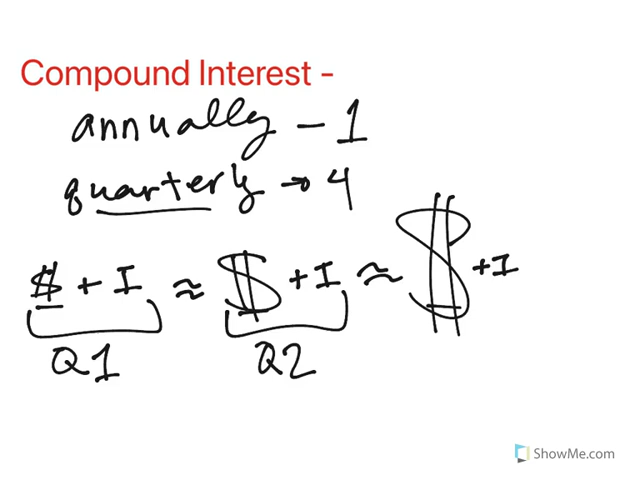 Compound Interest -
annually - 1
quarterly → 4
$ + I ≈ $ + I ≈ $ + I
Q1 Q2
ShowMe.com